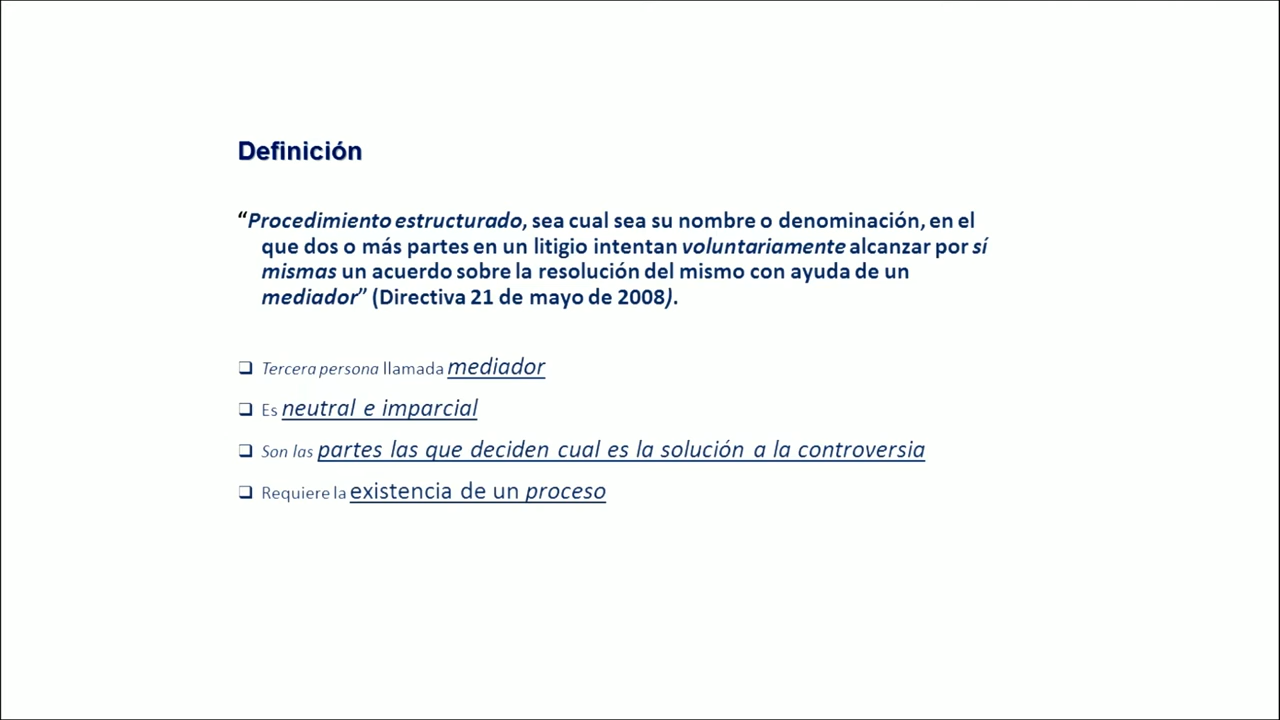 Definición
“Procedimiento estructurado, sea cual sea su nombre o denominación, en el
que dos o más partes en un litigio intentan voluntariamente alcanzar por sí
mismas un acuerdo sobre la resolución del mismo con ayuda de un
mediador” (Directiva 21 de mayo de 2008).
❑ Tercera persona llamada mediador
❑ Es neutral e imparcial
❑ Son las partes las que deciden cual es la solución a la controversia
❑ Requiere la existencia de un proceso